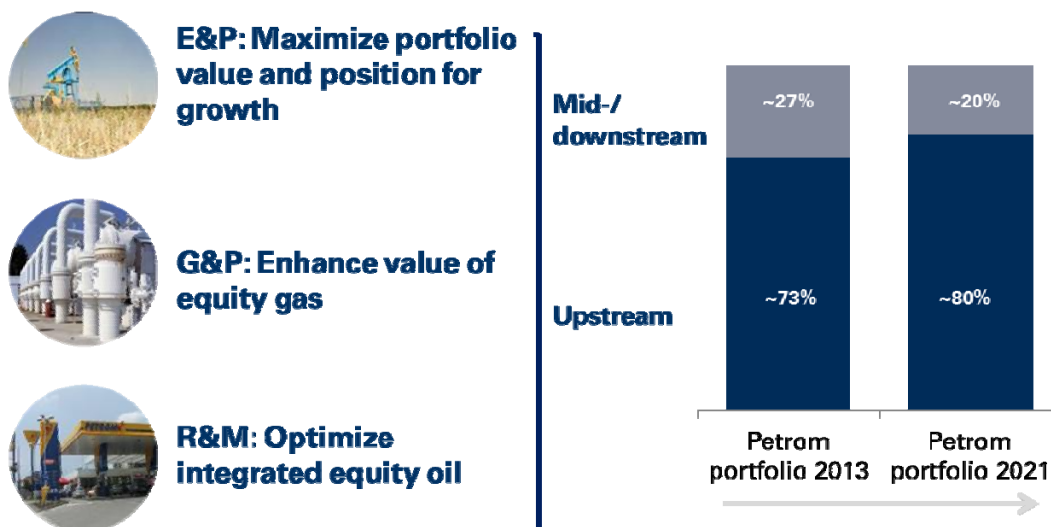 E&P: Maximize portfolio
value and position for
growth
G&P: Enhance value of
equity gas
R&M: Optimize
integrated equity oil
Mid-/
downstream
Upstream
~27%
~20%
~73%
~80%
Petrom
portfolio 2013
Petrom
portfolio 2021
PETROM